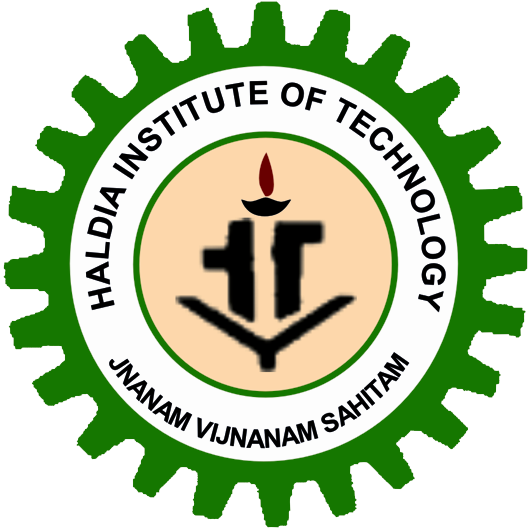 HALDIA INSTITUTE OF TECHNOLOGY
JNANAM VIJNANAM SAHITAM